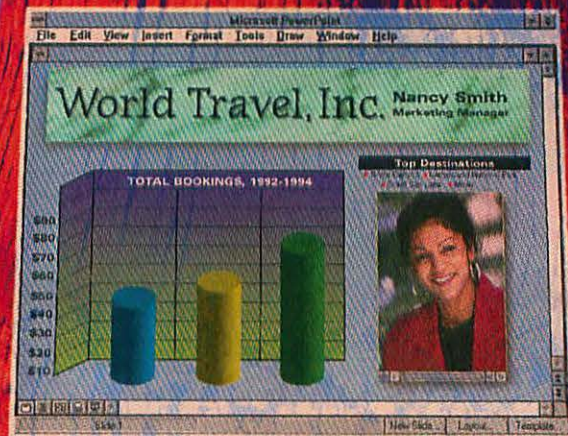 Microsoft PowerPoint
File Edit View Insert Format Tools Draw Window Help
World Travel, Inc.
Nancy Smith
Marketing Manager
Top Destinations
TOTAL BOOKINGS, 1992-1994
$90
$80
$70
$60
$50
$40
$30
$20
$10
Slide 1
New Slide... Layout... Template